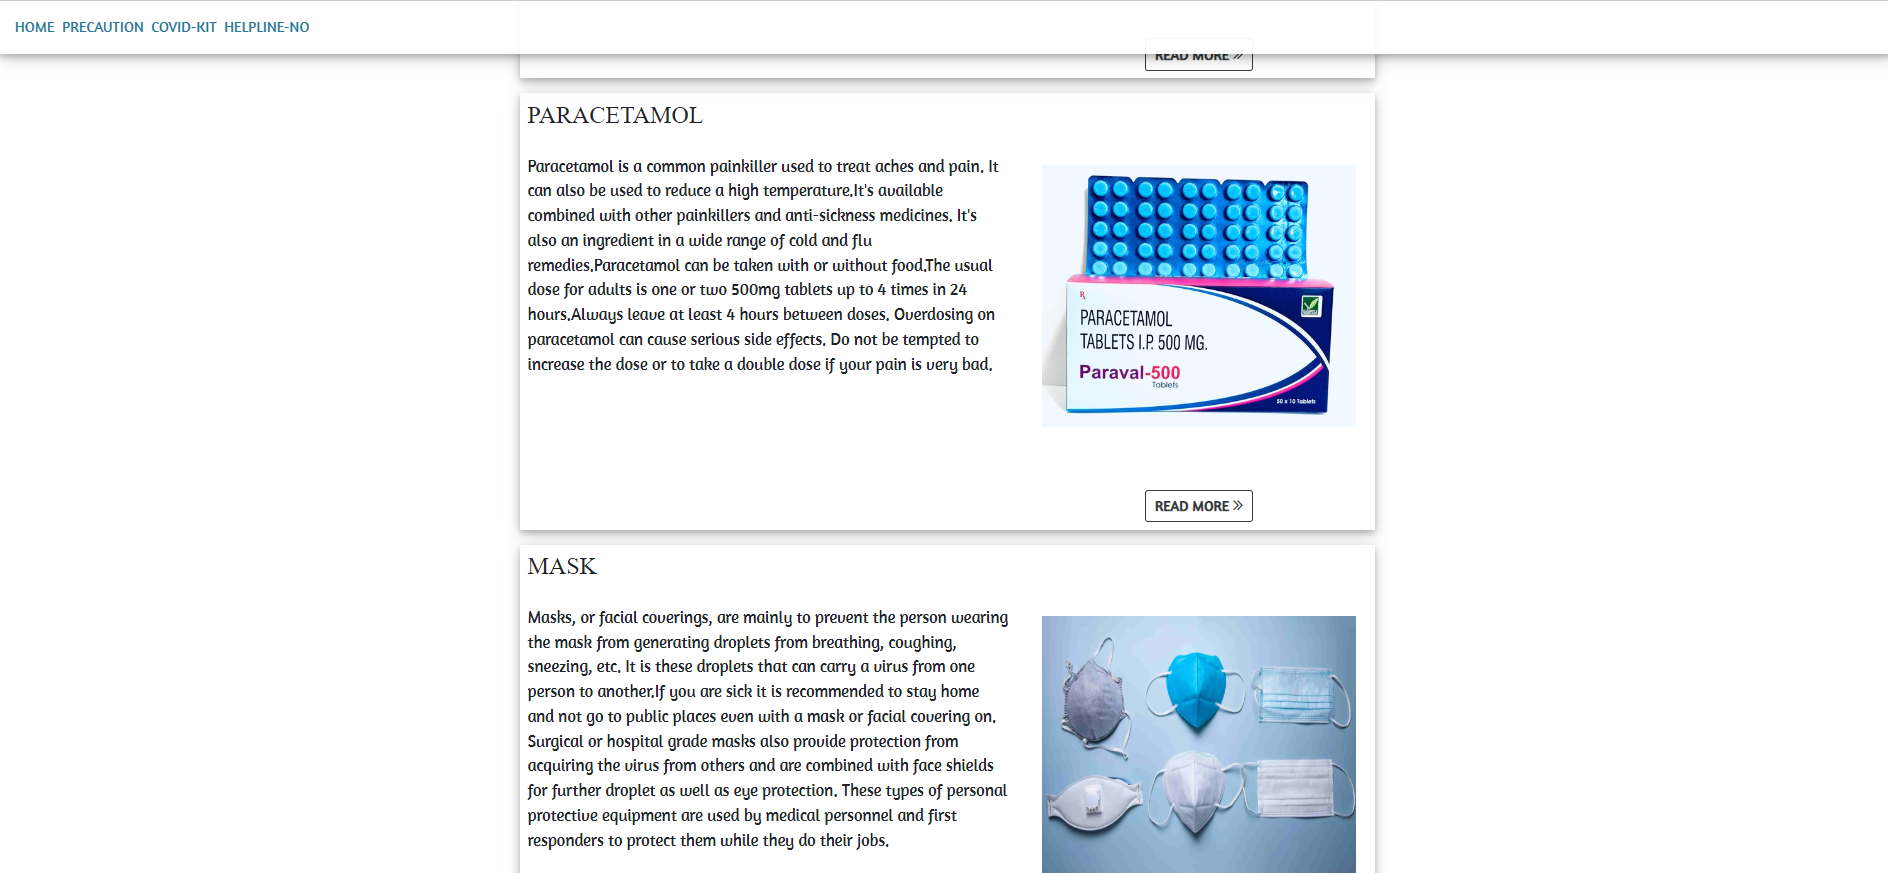 HOME PRECAUTION COVID-KIT HELPLINE-NO
READ MORE
PARACETAMOL
Paracetamol is a common painkiller used to treat aches and pain. It
can also be used to reduce a high temperature.It's available
combined with other painkillers and anti-sickness medicines. It's
also an ingredient in a wide range of cold and flu
remedies.Paracetamol can be taken with or without food.The usual
dose for adults is one or two 500mg tablets up to 4 times in 24
hours.Always leave at least 4 hours between doses. Overdosing on
paracetamol can cause serious side effects. Do not be tempted to
increase the dose or to take a double dose if your pain is very bad.
Rx
PARACETAMOL
TABLETS I.P. 500 MG.
Paraval-500
Tablets
50 x 10 Tablets
READ MORE
MASK
Masks, or facial coverings, are mainly to prevent the person wearing
the mask from generating droplets from breathing, coughing,
sneezing, etc. It is these droplets that can carry a virus from one
person to another.If you are sick it is recommended to stay home
and not go to public places even with a mask or facial covering on.
Surgical or hospital grade masks also provide protection from
acquiring the virus from others and are combined with face shields
for further droplet as well as eye protection. These types of personal
protective equipment are used by medical personnel and first
responders to protect them while they do their jobs.